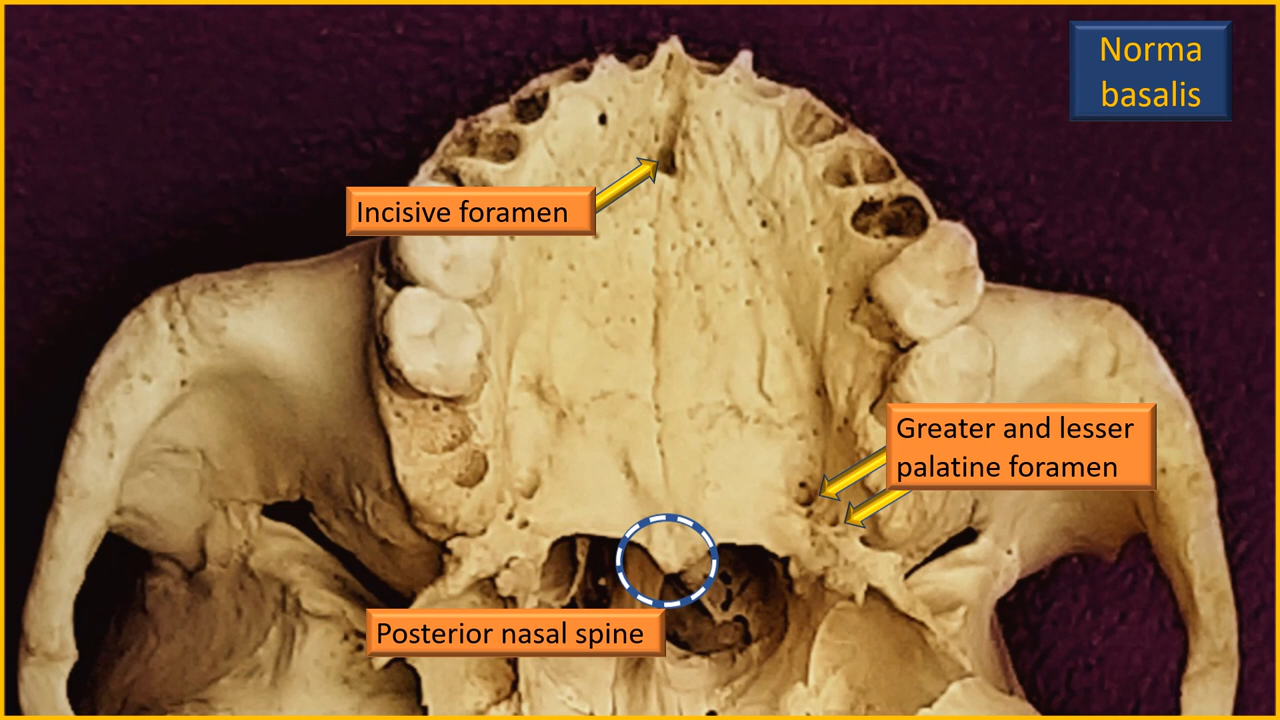 Norma
basalis
Incisive foramen
Greater and lesser
palatine foramen
Posterior nasal spine